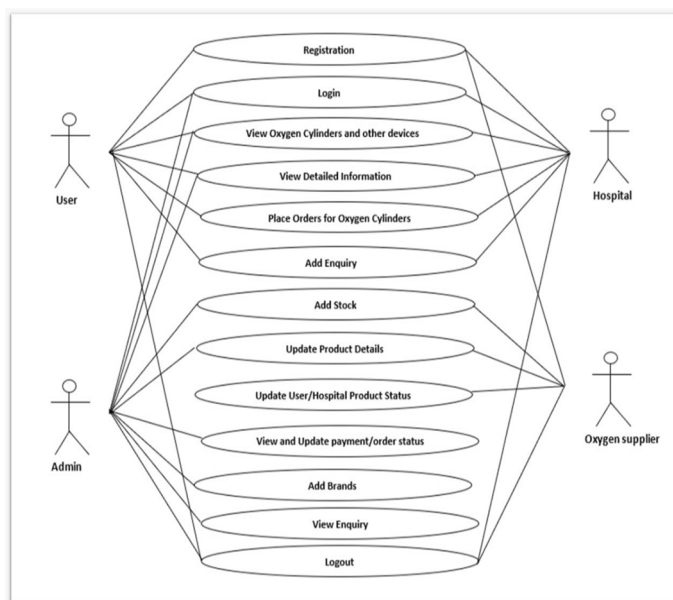 Registration
Login
View Oxygen Cylinders and other devices
View Detailed Information
Place Orders for Oxygen Cylinders
Add Enquiry
Add Stock
Update Product Details
Update User/Hospital Product Status
View and Update payment/order status
Add Brands
View Enquiry
Logout
User
Admin
Hospital
Oxygen supplier